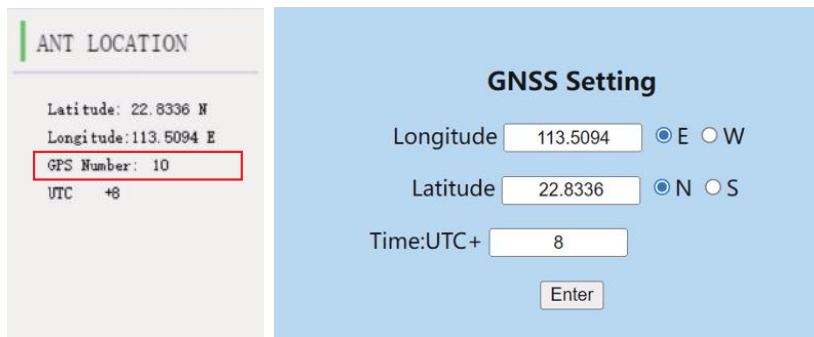 ANT LOCATION
Latitude: 22.8336 N
Longitude:113.5094 E
GPS Number: 10
UTC +8
GNSS Setting
Longitude 113.5094 E W
Latitude 22.8336 N S
Time:UTC+ 8
Enter